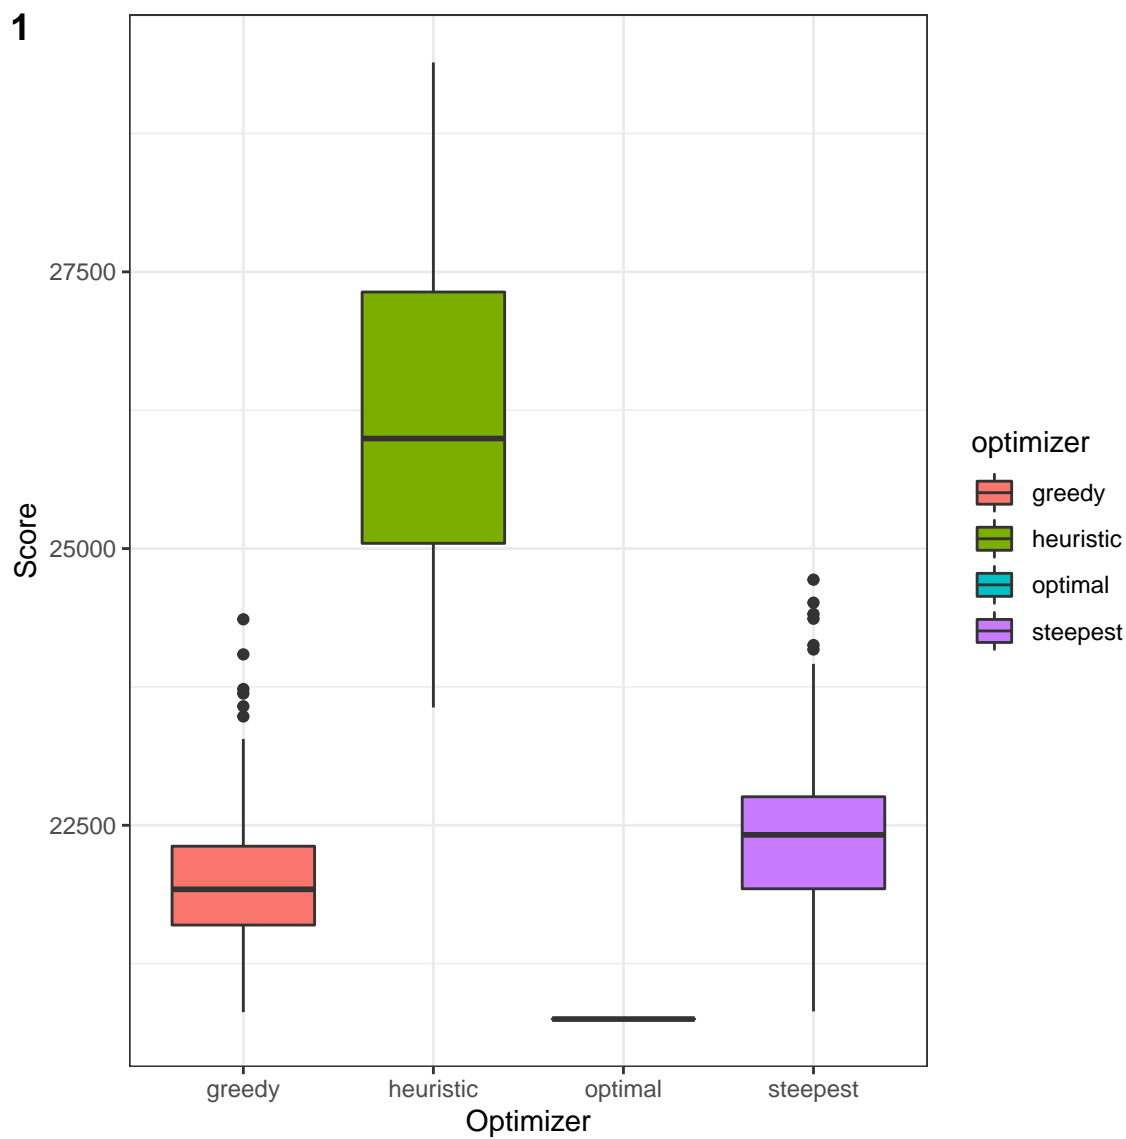 1
Score
27500
25000
22500
greedy
heuristic
optimal
steepest
Optimizer
optimizer
greedy
heuristic
optimal
steepest